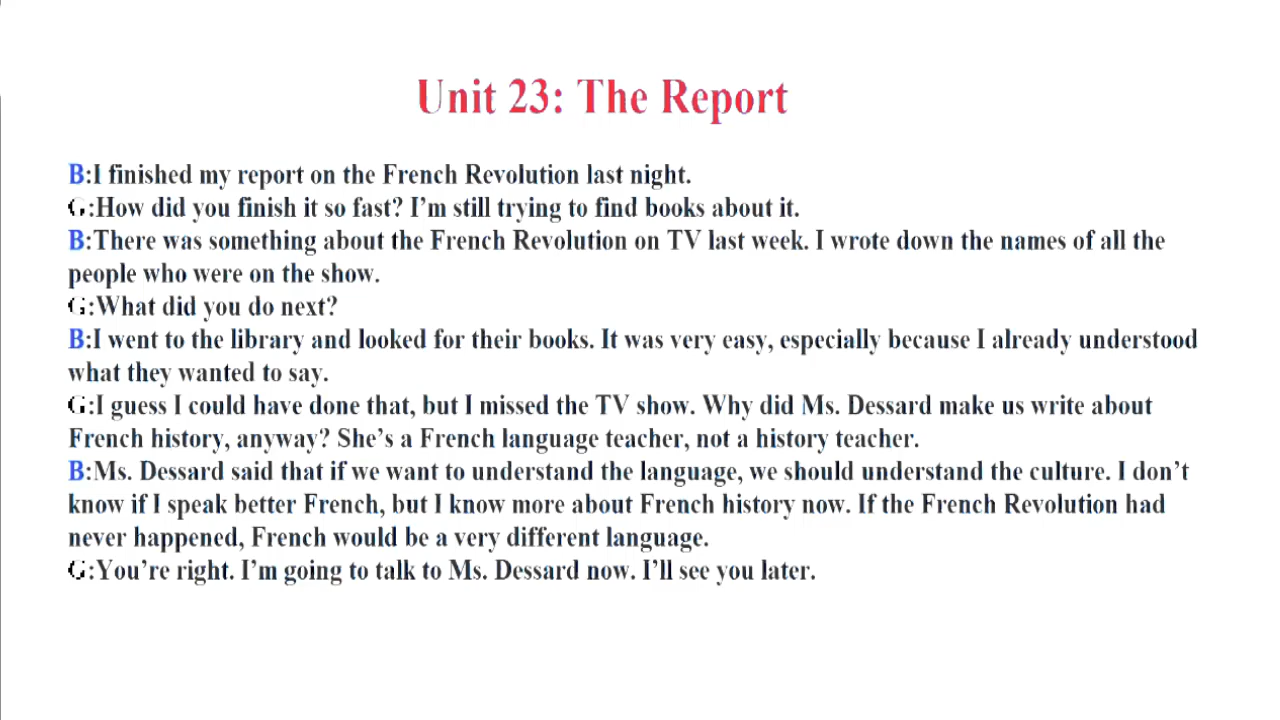 Unit 23: The Report
B:I finished my report on the French Revolution last night.
G:How did you finish it so fast? I'm still trying to find books about it.
B:There was something about the French Revolution on TV last week. I wrote down the names of all the
people who were on the show.
G:What did you do next?
B:I went to the library and looked for their books. It was very easy, especially because I already understood
what they wanted to say.
G:I guess I could have done that, but I missed the TV show. Why did Ms. Dessard make us write about
French history, anyway? She's a French language teacher, not a history teacher.
B:Ms. Dessard said that if we want to understand the language, we should understand the culture. I don't
know if I speak better French, but I know more about French history now. If the French Revolution had
never happened, French would be a very different language.
G:You're right. I'm going to talk to Ms. Dessard now. I'll see you later.